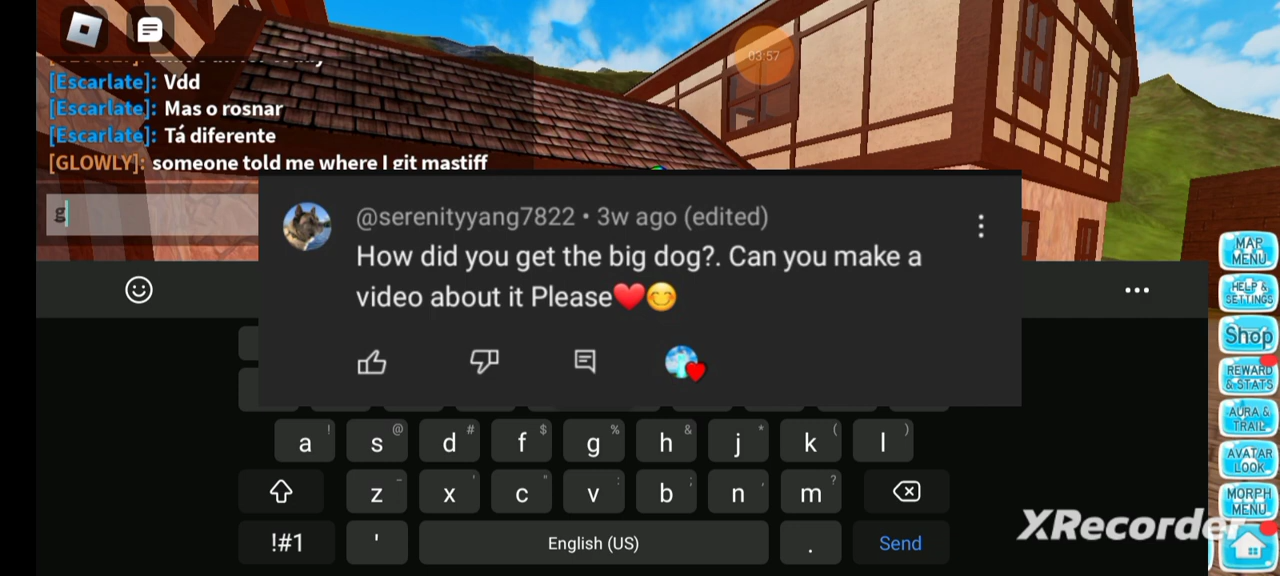 03:57
[Escarlate]: Vdd
[Escarlate]: Mas o rosnar
[Escarlate]: Tá diferente
[GLOWLY]: someone told me where I git mastiff
g
@serenityyang7822 • 3w ago (edited)
How did you get the big dog?. Can you make a
video about it Please❤️😊
MAP
MENU
HELP &
SETTINGS
Shop
REWARD
& STATS
AURA &
TRAIL
AVATAR
LOOK
MORPH
MENU
a ! s @ d # f $ g % h & j * k ( l )
z - x ' c " v : b ; n , m ?
!#1 ' English (US) . Send
XRecorder